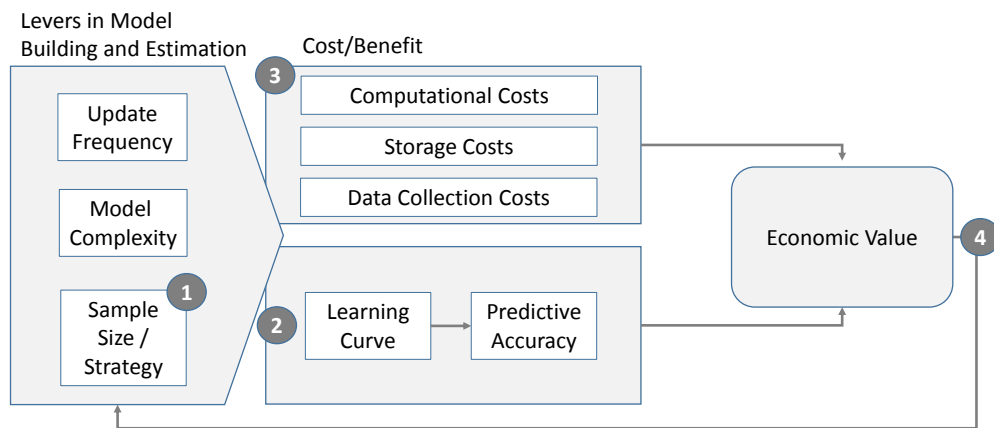 Levers in Model
Building and Estimation
Update
Frequency
Model
Complexity
1
Sample
Size /
Strategy
Cost/Benefit
3
Computational Costs
Storage Costs
Data Collection Costs
2
Learning
Curve
Predictive
Accuracy
Economic Value
4